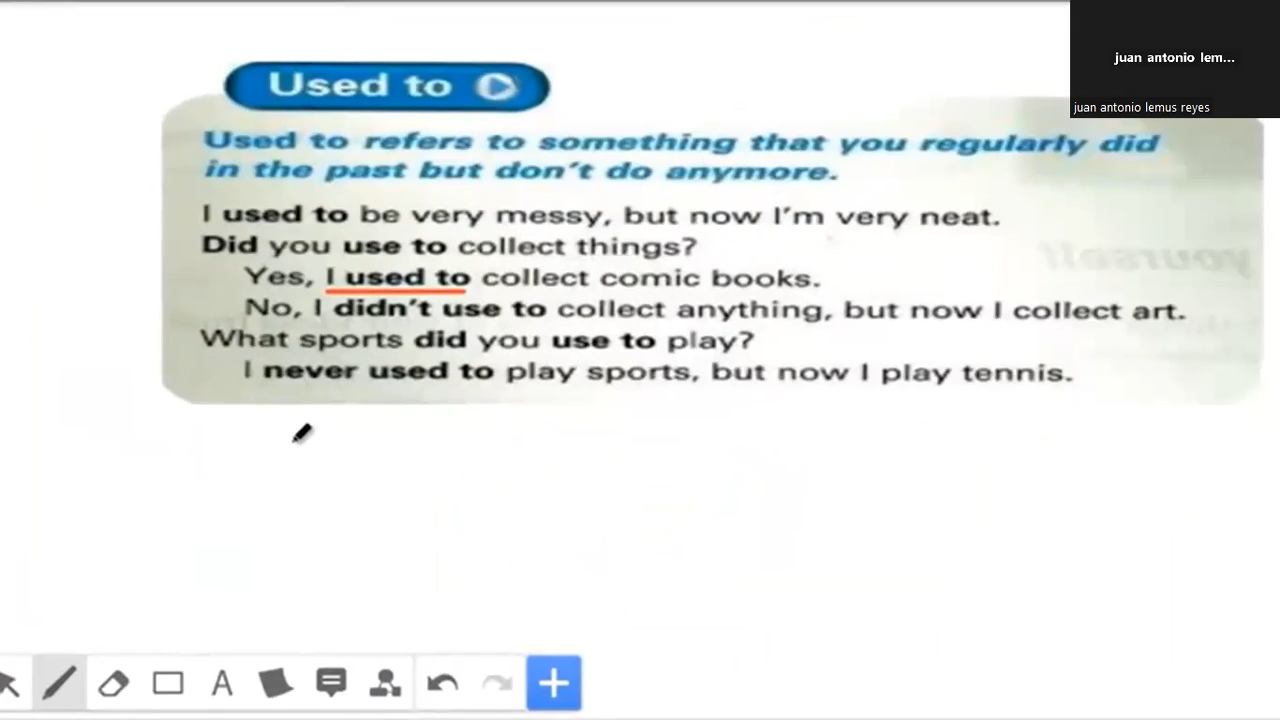 juan antonio lem...
juan antonio lemus reyes
Used to
Used to refers to something that you regularly did
in the past but don't do anymore.
I used to be very messy, but now I'm very neat.
Did you use to collect things?
Yes, I used to collect comic books.
No, I didn't use to collect anything, but now I collect art.
What sports did you use to play?
I never used to play sports, but now I play tennis.
yourself
A